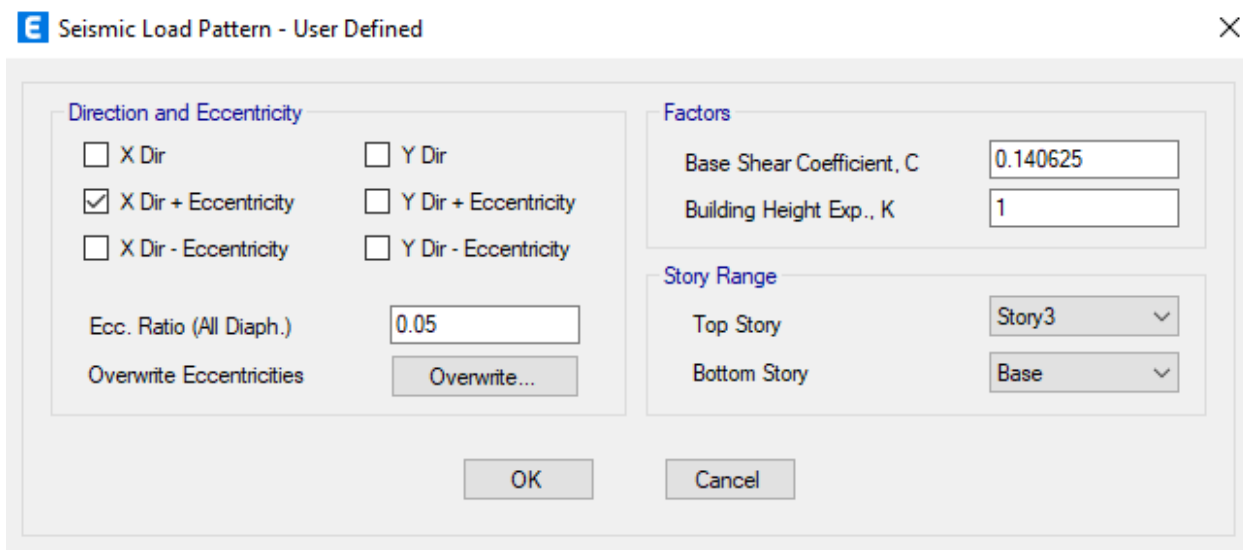 E Seismic Load Pattern - User Defined
Direction and Eccentricity
X Dir
Y Dir
X Dir + Eccentricity
Y Dir + Eccentricity
X Dir - Eccentricity
Y Dir - Eccentricity
Ecc. Ratio (All Diaph.)
0.05
Overwrite Eccentricities
Overwrite...
Factors
Base Shear Coefficient, C
0.140625
Building Height Exp., K
1
Story Range
Top Story
Story3
Bottom Story
Base
OK
Cancel